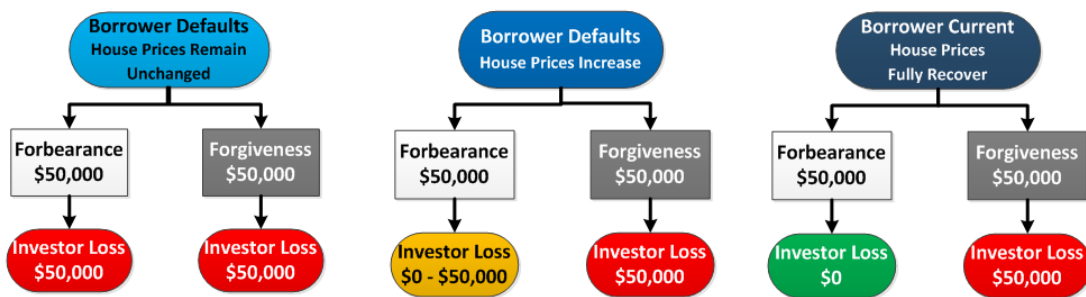 Borrower Defaults
House Prices Remain
Unchanged
Forbearance
$50,000
Forgiveness
$50,000
Investor Loss
$50,000
Investor Loss
$50,000
Borrower Defaults
House Prices Increase
Forbearance
$50,000
Forgiveness
$50,000
Investor Loss
$0 - $50,000
Investor Loss
$50,000
Borrower Current
House Prices
Fully Recover
Forbearance
$50,000
Forgiveness
$50,000
Investor Loss
$0
Investor Loss
$50,000